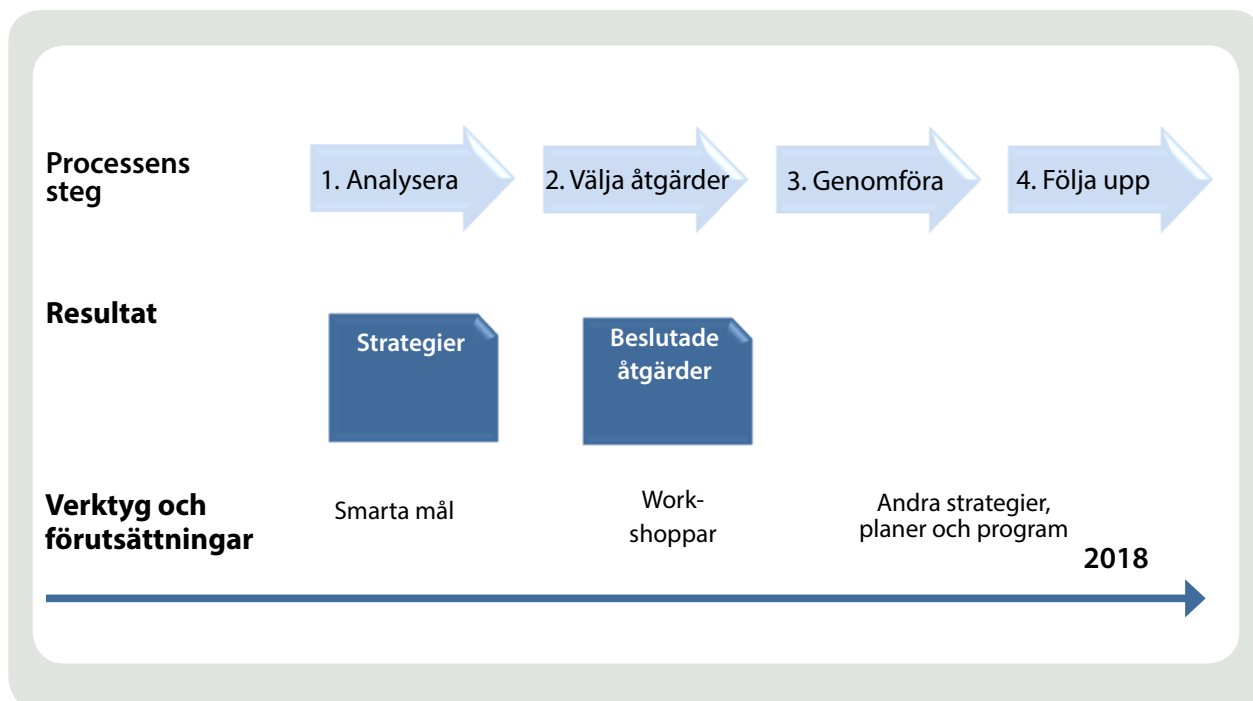 Processens
steg
1. Analysera
2. Välja åtgärder
3. Genomföra
4. Följa upp
Resultat
Strategier
Beslutade
åtgärder
Verktyg och
förutsättningar
Smarta mål
Work-
shoppar
Andra strategier,
planer och program
2018